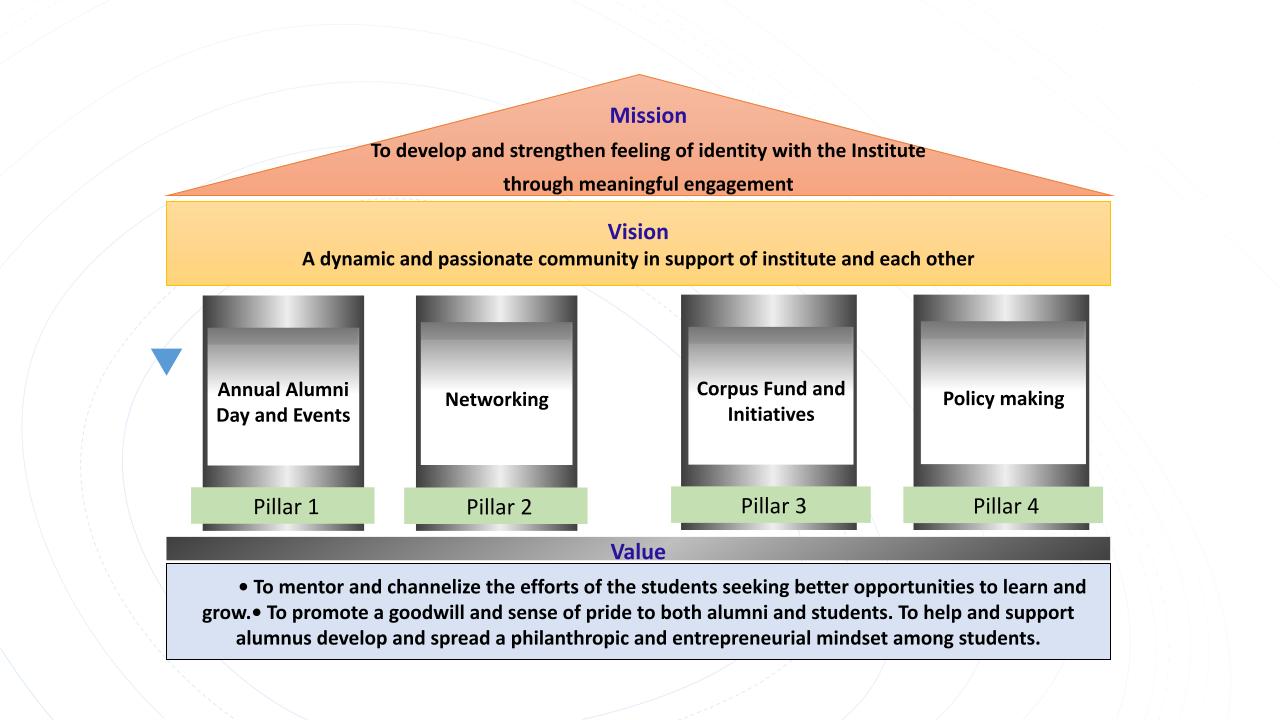 Mission
To develop and strengthen feeling of identity with the Institute
through meaningful engagement
Vision
A dynamic and passionate community in support of institute and each other
Annual Alumni
Day and Events
Pillar 1
Networking
Pillar 2
Corpus Fund and
Initiatives
Pillar 3
Policy making
Pillar 4
Value
• To mentor and channelize the efforts of the students seeking better opportunities to learn and
grow.• To promote a goodwill and sense of pride to both alumni and students. To help and support
alumnus develop and spread a philanthropic and entrepreneurial mindset among students.